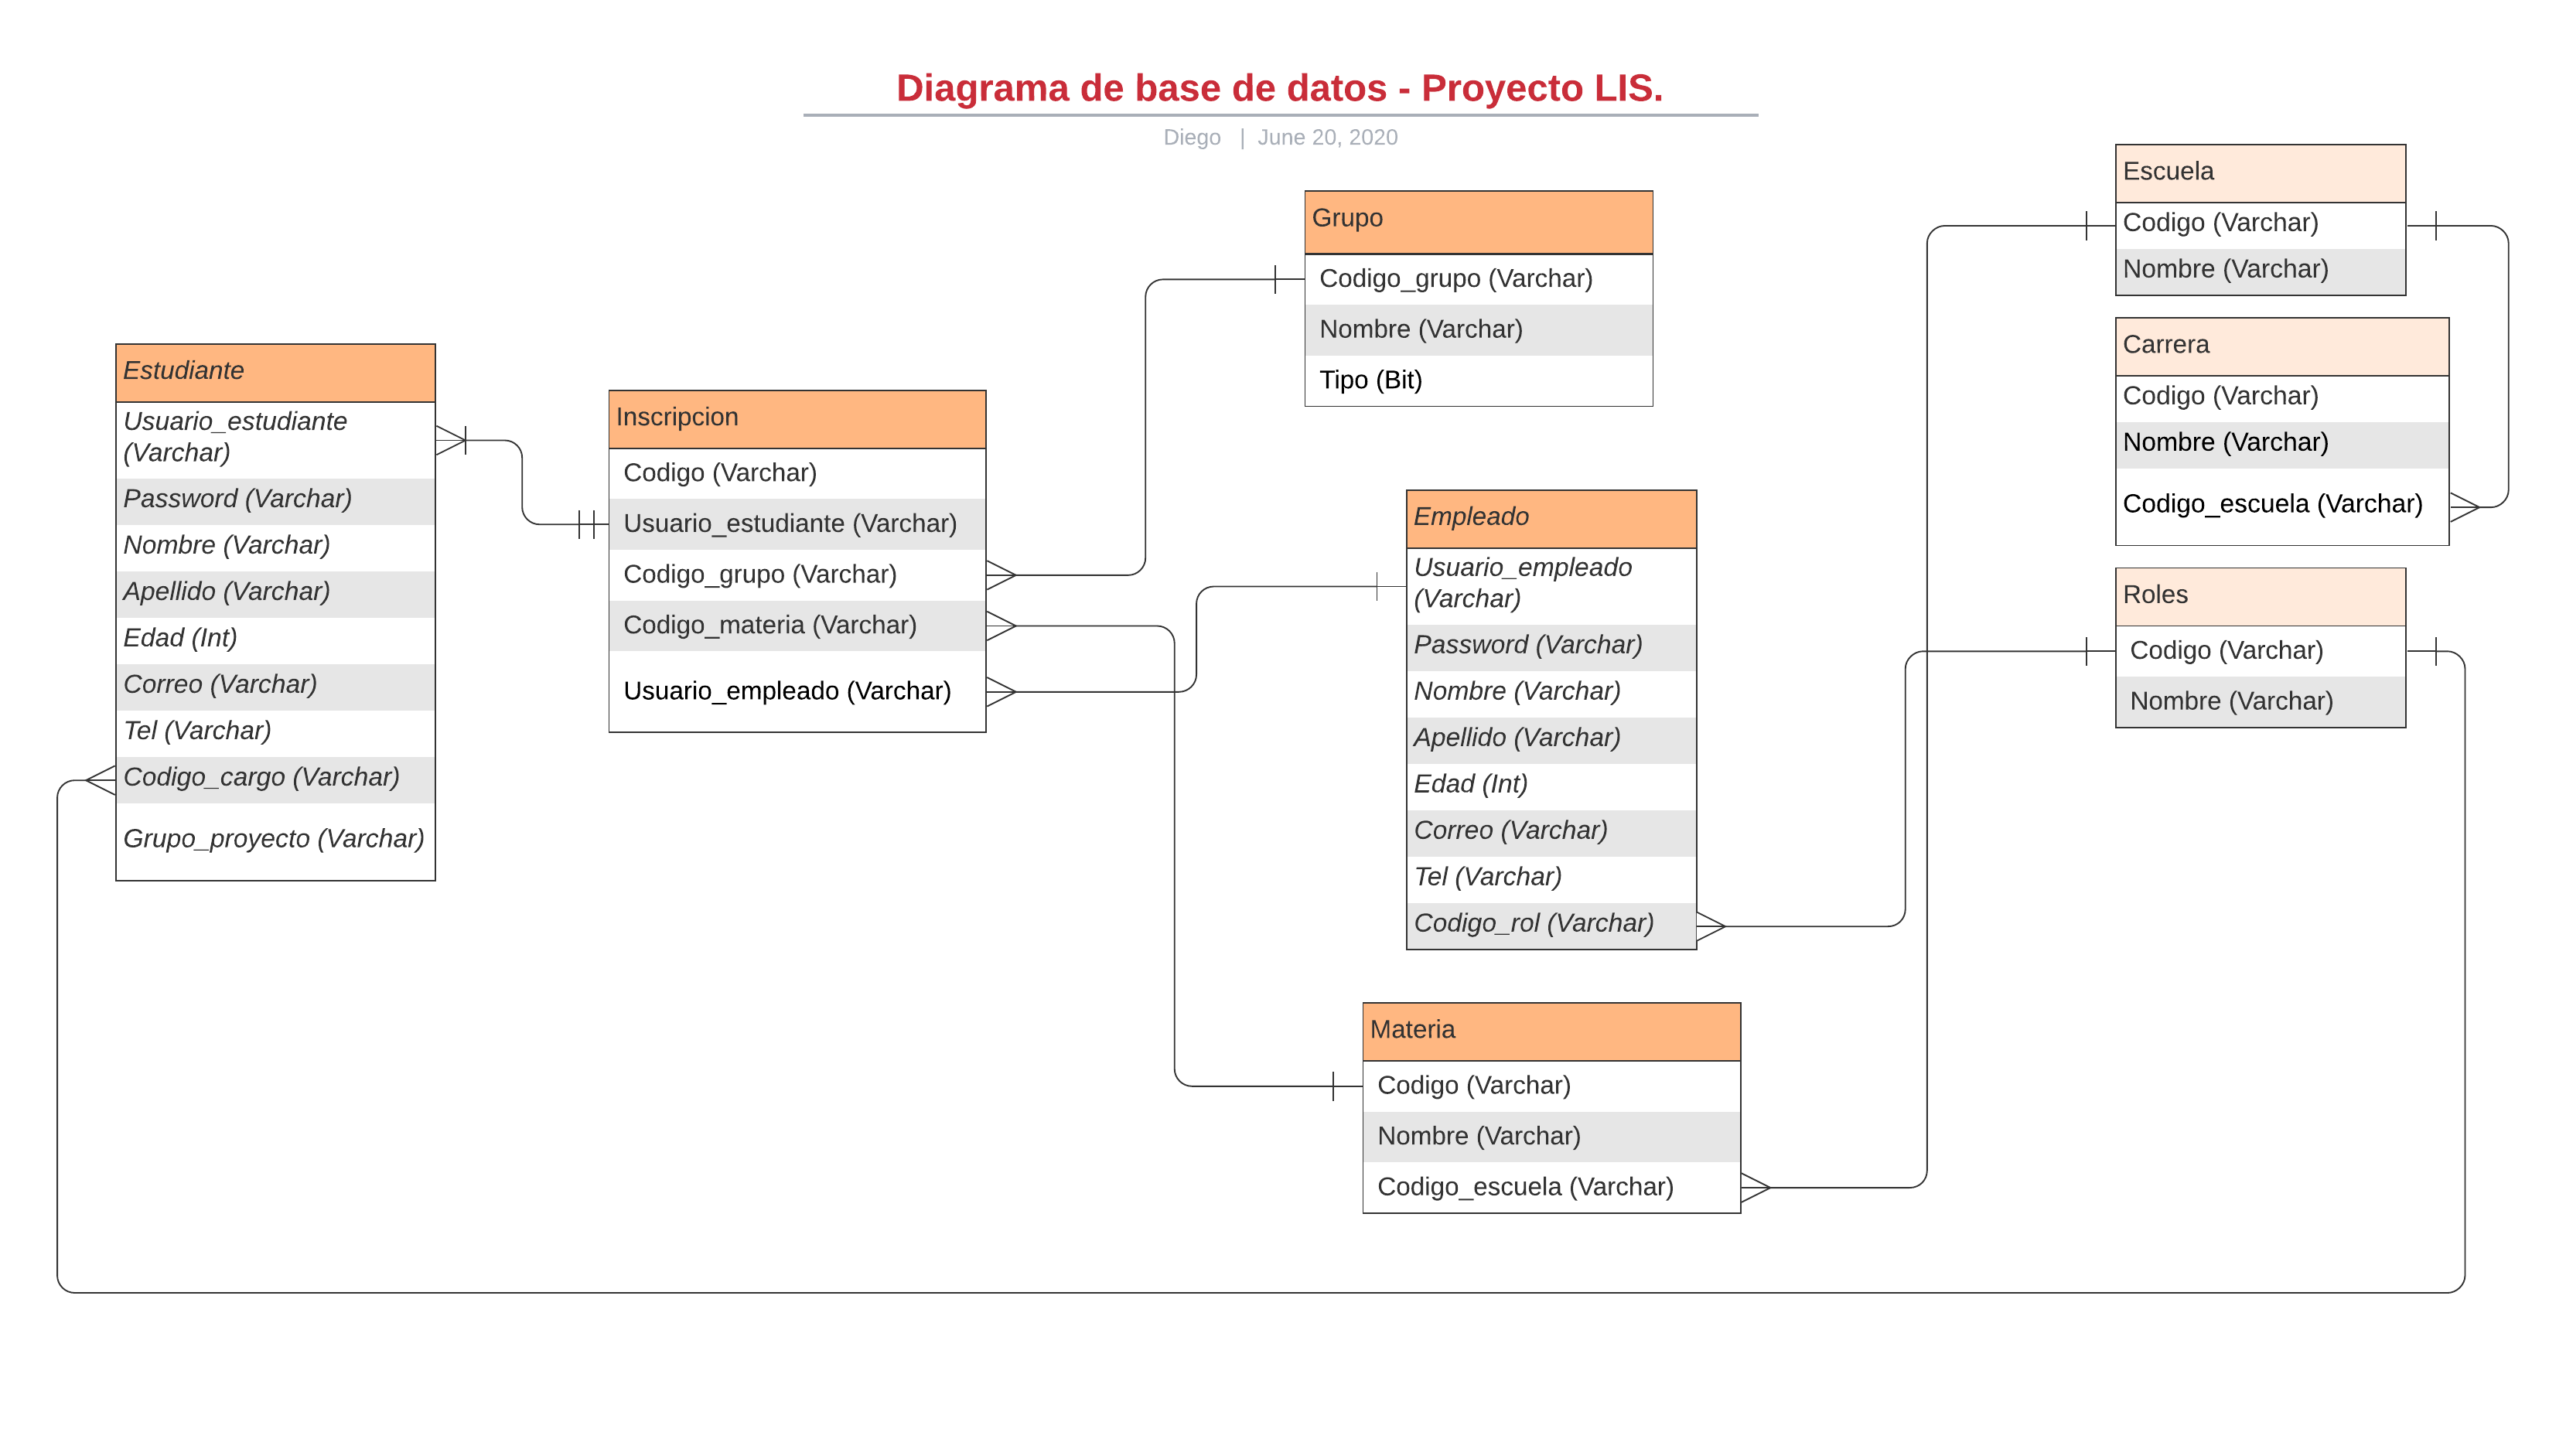 Diagrama de base de datos - Proyecto LIS.
Diego | June 20, 2020
Estudiante
Usuario_estudiante
(Varchar)
Password (Varchar)
Nombre (Varchar)
Apellido (Varchar)
Edad (Int)
Correo (Varchar)
Tel (Varchar)
Codigo_cargo (Varchar)
Grupo_proyecto (Varchar)
Inscripcion
Codigo (Varchar)
Usuario_estudiante (Varchar)
Codigo_grupo (Varchar)
Codigo_materia (Varchar)
Usuario_empleado (Varchar)
Grupo
Codigo_grupo (Varchar)
Nombre (Varchar)
Tipo (Bit)
Empleado
Usuario_empleado
(Varchar)
Password (Varchar)
Nombre (Varchar)
Apellido (Varchar)
Edad (Int)
Correo (Varchar)
Tel (Varchar)
Codigo_rol (Varchar)
Materia
Codigo (Varchar)
Nombre (Varchar)
Codigo_escuela (Varchar)
Escuela
Codigo (Varchar)
Nombre (Varchar)
Carrera
Codigo (Varchar)
Nombre (Varchar)
Codigo_escuela (Varchar)
Roles
Codigo (Varchar)
Nombre (Varchar)